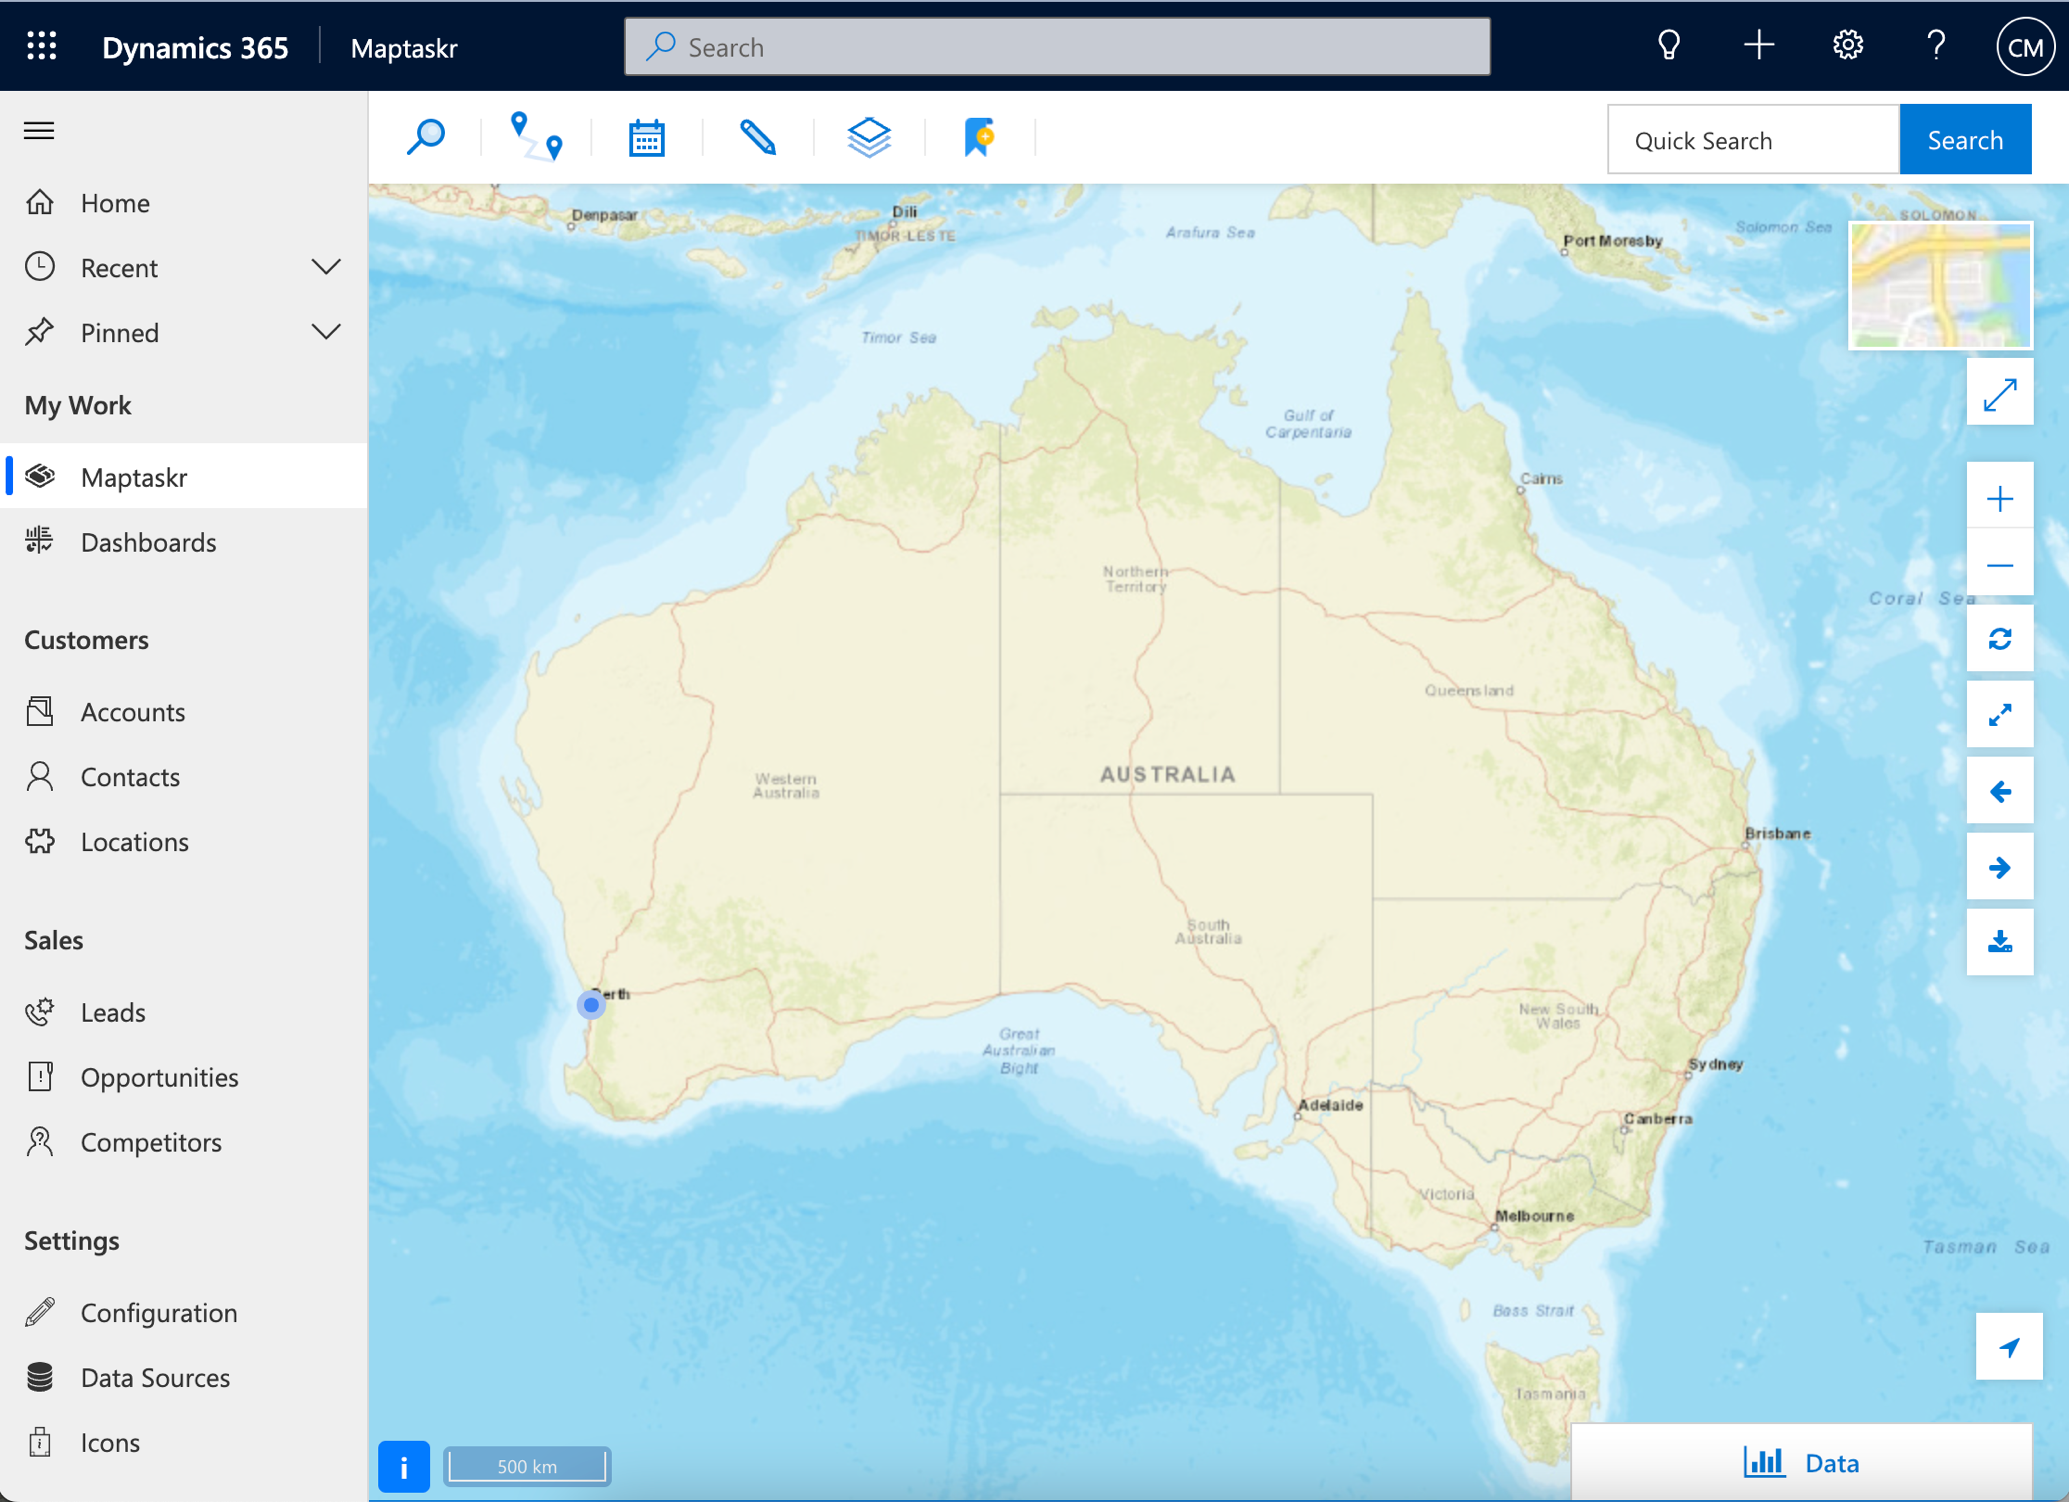 Dynamics 365
Maptaskr
Search
CM
Quick Search
Search
Home
Recent
Pinned
My Work
Maptaskr
Dashboards
Customers
Accounts
Contacts
Locations
Sales
Leads
Opportunities
Competitors
Settings
Configuration
Data Sources
Icons
Denpasar
Dili
TIMOR-LESTE
Arafura Sea
Port Moresby
Solomon Sea
SOLOMON
Timor Sea
Gulf of
Carpentaria
Cairns
Northern
Territory
Coral Sea
Queensland
AUSTRALIA
Western
Australia
Brisbane
South
Australia
Perth
New South
Wales
Great
Australian
Bight
Sydney
Adelaide
Canberra
Victoria
Melbourne
Tasman Sea
Bass Strait
Tasmania
i
500 km
Data